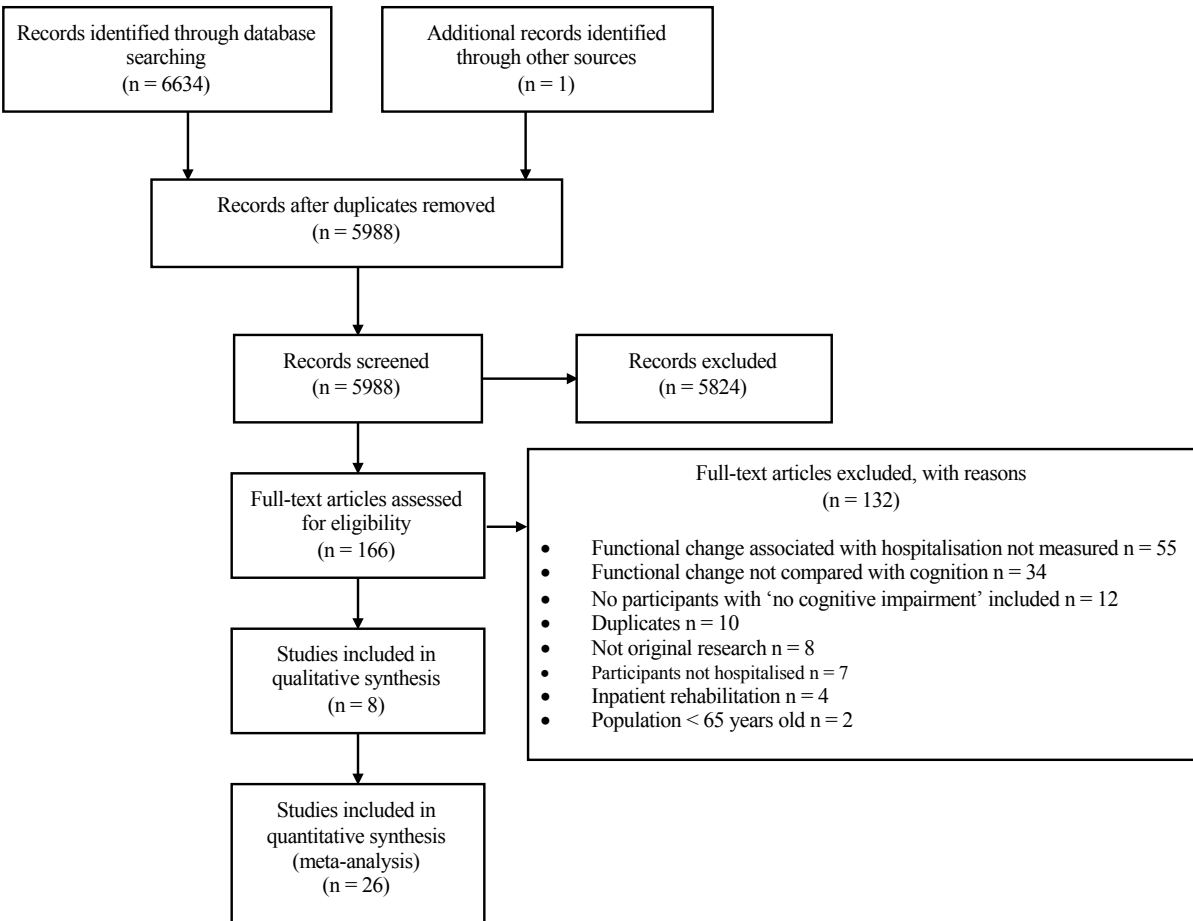 Records identified through database
searching
(n = 6634)
Additional records identified
through other sources
(n = 1)
Records after duplicates removed
(n = 5988)
Records screened
(n = 5988)
Records excluded
(n = 5824)
Full-text articles assessed
for eligibility
(n = 166)
Full-text articles excluded, with reasons
(n = 132)
• Functional change associated with hospitalisation not measured n = 55
• Functional change not compared with cognition n = 34
• No participants with ‘no cognitive impairment’ included n = 12
• Duplicates n = 10
• Not original research n = 8
• Participants not hospitalised n = 7
• Inpatient rehabilitation n = 4
• Population < 65 years old n = 2
Studies included in
qualitative synthesis
(n = 8)
Studies included in
quantitative synthesis
(meta-analysis)
(n = 26)